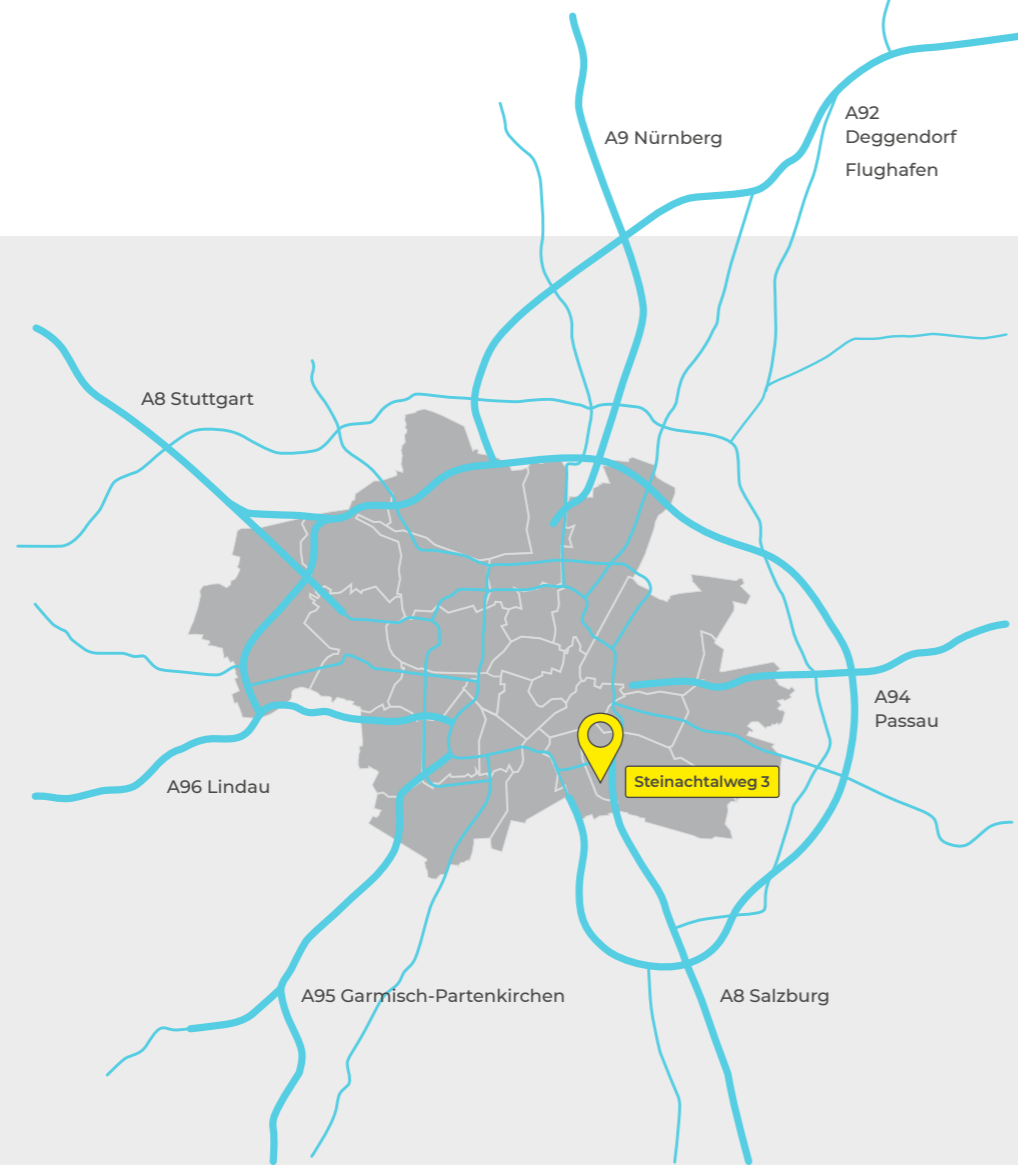 A92
Deggendorf
Flughafen
A9 Nürnberg
A8 Stuttgart
A94
Passau
Steinachtalweg 3
A96 Lindau
A95 Garmisch-Partenkirchen
A8 Salzburg